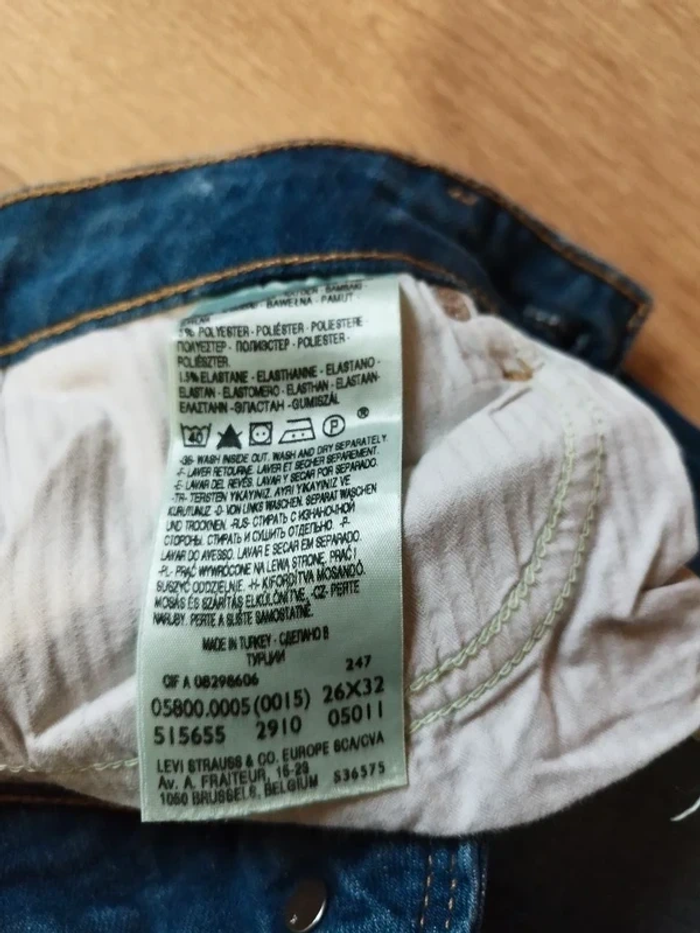 BAWEŁNA - PAMUT -
% POLYESTER - POLIÉSTER - POLIESTERE
ΠΟΛΥΕΣΤΕΡ - ПОЛИЭСТЕР - POLIESTER -
POLIÉSZTER
1.5% ELASTANE - ELASTHANNE - ELASTANO -
ELASTAN - ELASTOMERO - ELASTHAN - ELASTAAN-
ΕΛΑΣΤΑΝΗ - ЭЛАСТАН -GUMISZÁL
40 P ®
-GB- WASH INSIDE OUT. WASH AND DRY SEPARATELY.
-F- LAVER RETOURNE. LAVER ET SECHER SEPAREMENT.
-E- LAVAR DEL REVÉS. LAVAR Y SECAR POR SEPARADO.
-TR- TERSTEN YIKAYINIZ. AYRI YIKAYINIZ VE
KURUTUNUZ -D- VON LINKS WASCHEN. SEPARAT WASCHEN
UND TROCKNEN. -RUS- СТИРАТЬ С ИЗНАНОЧНОЙ
СТОРОНЫ. СТИРАТЬ И СУШИТЬ ОТДЕЛЬНО. -P-
LAVAR DO AVESSO. LAVAR E SECAR EM SEPARADO.
-PL- PRAĆ WYWRÓCONE NA LEWĄ STRONĘ. PRAĆ I
SUSZYĆ ODDZIELNIE. -H- KIFORDÍTVA MOSANDÓ.
MOSÁS ÉS SZÁRÍTÁS ELKÜLÖNÍTVE. -CZ- PERTE
NARUBY. PERTE A SUŠTE SAMOSTATNĚ.
MADE IN TURKEY - СДЕЛАНО В
ТУРЦИИ
247
CIF A 08298606
05800.0005 (0015) 26X32
515655 2910 05011
LEVI STRAUSS & CO. EUROPE SCA/CVA
Av. A. FRAITEUR, 15-23
1050 BRUSSELS, BELGIUM S36575